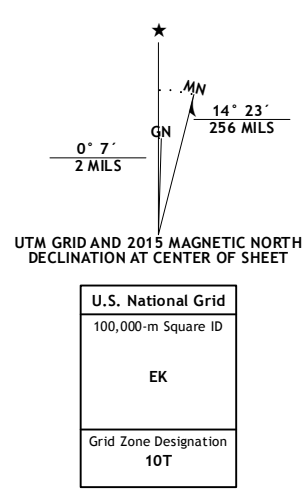 ★
MN
14° 23´
256 MILS
GN
0° 7´
2 MILS
UTM GRID AND 2015 MAGNETIC NORTH
DECLINATION AT CENTER OF SHEET
U.S. National Grid
100,000-m Square ID
EK
Grid Zone Designation
10T